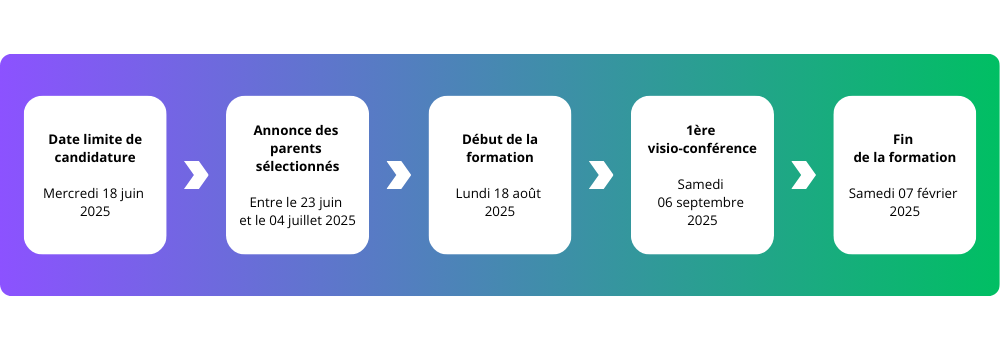 Date limite de
candidature
Mercredi 18 juin
2025
Annonce des
parents
sélectionnés
Entre le 23 juin
et le 04 juillet 2025
Début de la
formation
Lundi 18 août
2025
1ère
visio-conférence
Samedi
06 septembre
2025
Fin
de la formation
Samedi 07 février
2025